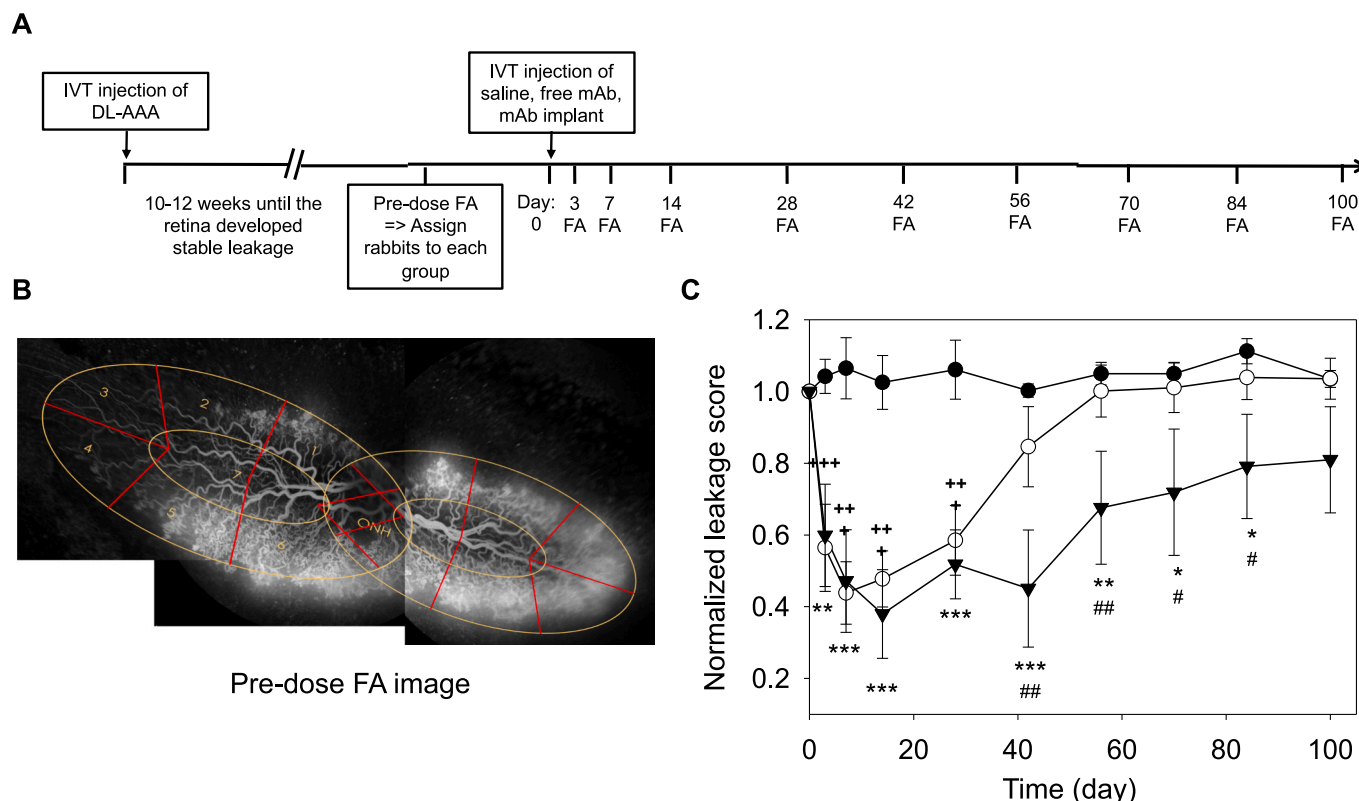 A
IVT injection of
DL-AAA
IVT injection of
saline, free mAb,
mAb implant
10-12 weeks until the
retina developed
stable leakage
Pre-dose FA
=> Assign
rabbits to each
group
Day: 3 7 14 28 42 56 70 84 100
0 FA FA FA FA FA FA FA FA FA
B
3
2
1
4
7
5
6
ONH
Pre-dose FA image
C
Normalized leakage score
1.2
1.0
0.8
0.6
0.4
0.2
+++
++
+
++
+
++
+
**
***
***
***
***
##
**
##
*
#
*
#
0 20 40 60 80 100
Time (day)